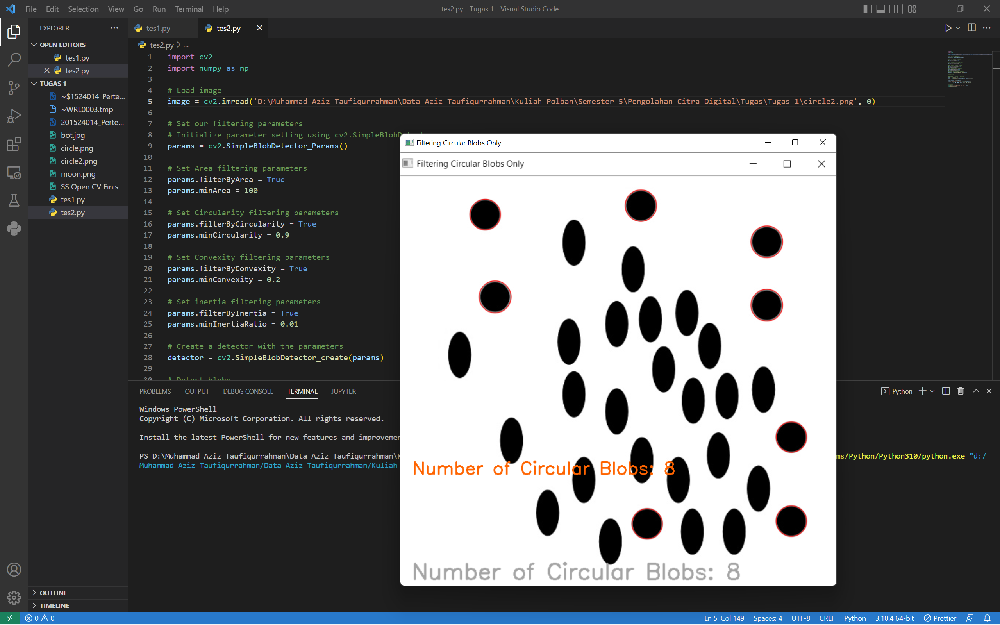 File Edit Selection View Go Run Terminal Help
tes2.py - Tugas 1 - Visual Studio Code
EXPLORER
OPEN EDITORS
tes1.py
tes2.py
TUGAS 1
~$1524014_Perte...
~WRL0003.tmp
201524014_Perte...
bot.jpg
circle.png
circle2.png
moon.png
SS Open CV Finis...
tes1.py
tes2.py
OUTLINE
TIMELINE
tes1.py tes2.py
tes2.py > ...
1 import cv2
2 import numpy as np
3
4 # Load image
5 image = cv2.imread('D:\Muhammad Aziz Taufiqurrahman\Data Aziz Taufiqurrahman\Kuliah Polban\Semester 5\Pengolahan Citra Digital\Tugas\Tugas 1\circle2.png', 0)
6
7 # Set our filtering parameters
8 # Initialize parameter setting using cv2.SimpleBlobDetector
9 params = cv2.SimpleBlobDetector_Params()
10
11 # Set Area filtering parameters
12 params.filterByArea = True
13 params.minArea = 100
14
15 # Set Circularity filtering parameters
16 params.filterByCircularity = True
17 params.minCircularity = 0.9
18
19 # Set Convexity filtering parameters
20 params.filterByConvexity = True
21 params.minConvexity = 0.2
22
23 # Set inertia filtering parameters
24 params.filterByInertia = True
25 params.minInertiaRatio = 0.01
26
27 # Create a detector with the parameters
28 detector = cv2.SimpleBlobDetector_create(params)
29
30 # Detect blobs
PROBLEMS OUTPUT DEBUG CONSOLE TERMINAL JUPYTER
Python
Windows PowerShell
Copyright (C) Microsoft Corporation. All rights reserved.
Install the latest PowerShell for new features and improvemen
PS D:\Muhammad Aziz Taufiqurrahman\Data Aziz Taufiqurrahman\K
ms/Python/Python310/python.exe "d:/
Muhammad Aziz Taufiqurrahman/Data Aziz Taufiqurrahman/Kuliah
Filtering Circular Blobs Only
Filtering Circular Blobs Only
Number of Circular Blobs: 8
Number of Circular Blobs: 8
0 0
Ln 5, Col 149 Spaces: 4 UTF-8 CRLF Python 3.10.4 64-bit Prettier